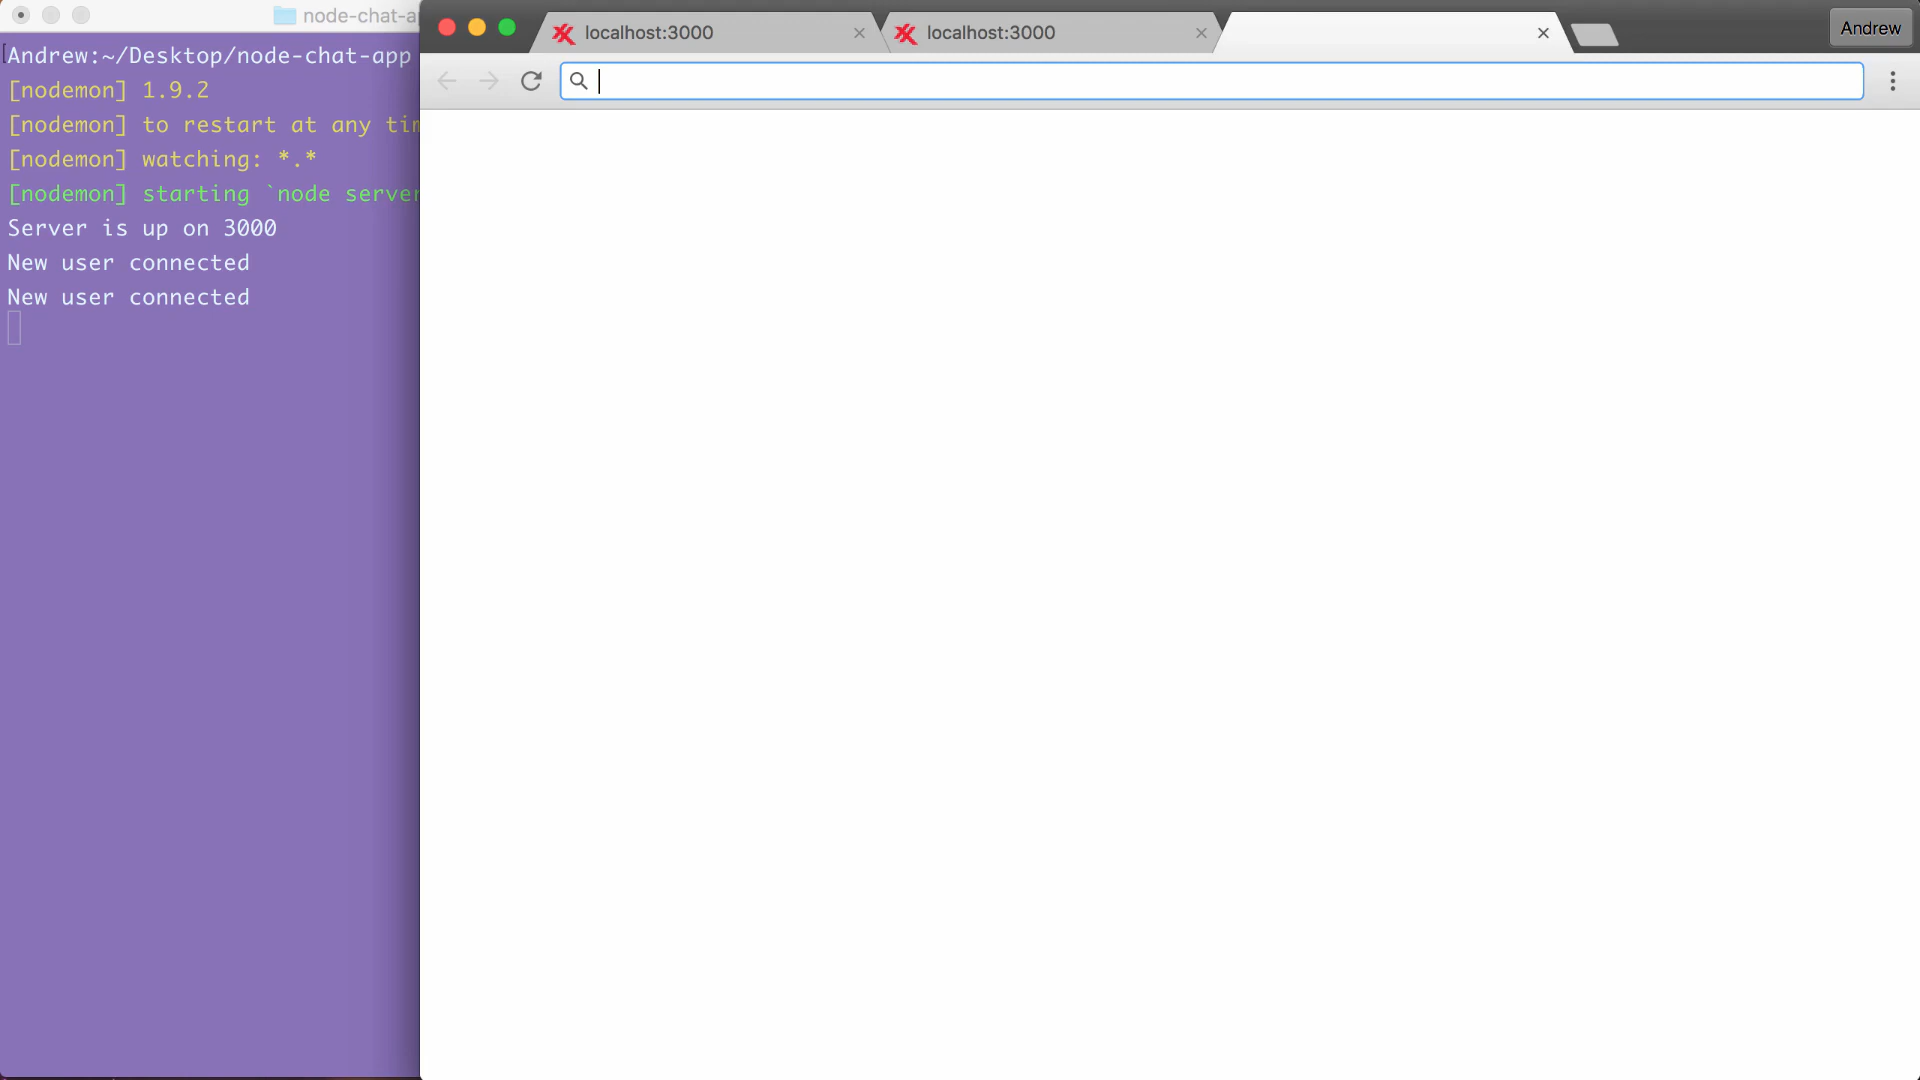 node-chat-a
Andrew:~/Desktop/node-chat-app
[nodemon] 1.9.2
[nodemon] to restart at any tim
[nodemon] watching: *.*
[nodemon] starting `node server
Server is up on 3000
New user connected
New user connected
localhost:3000
localhost:3000
Andrew